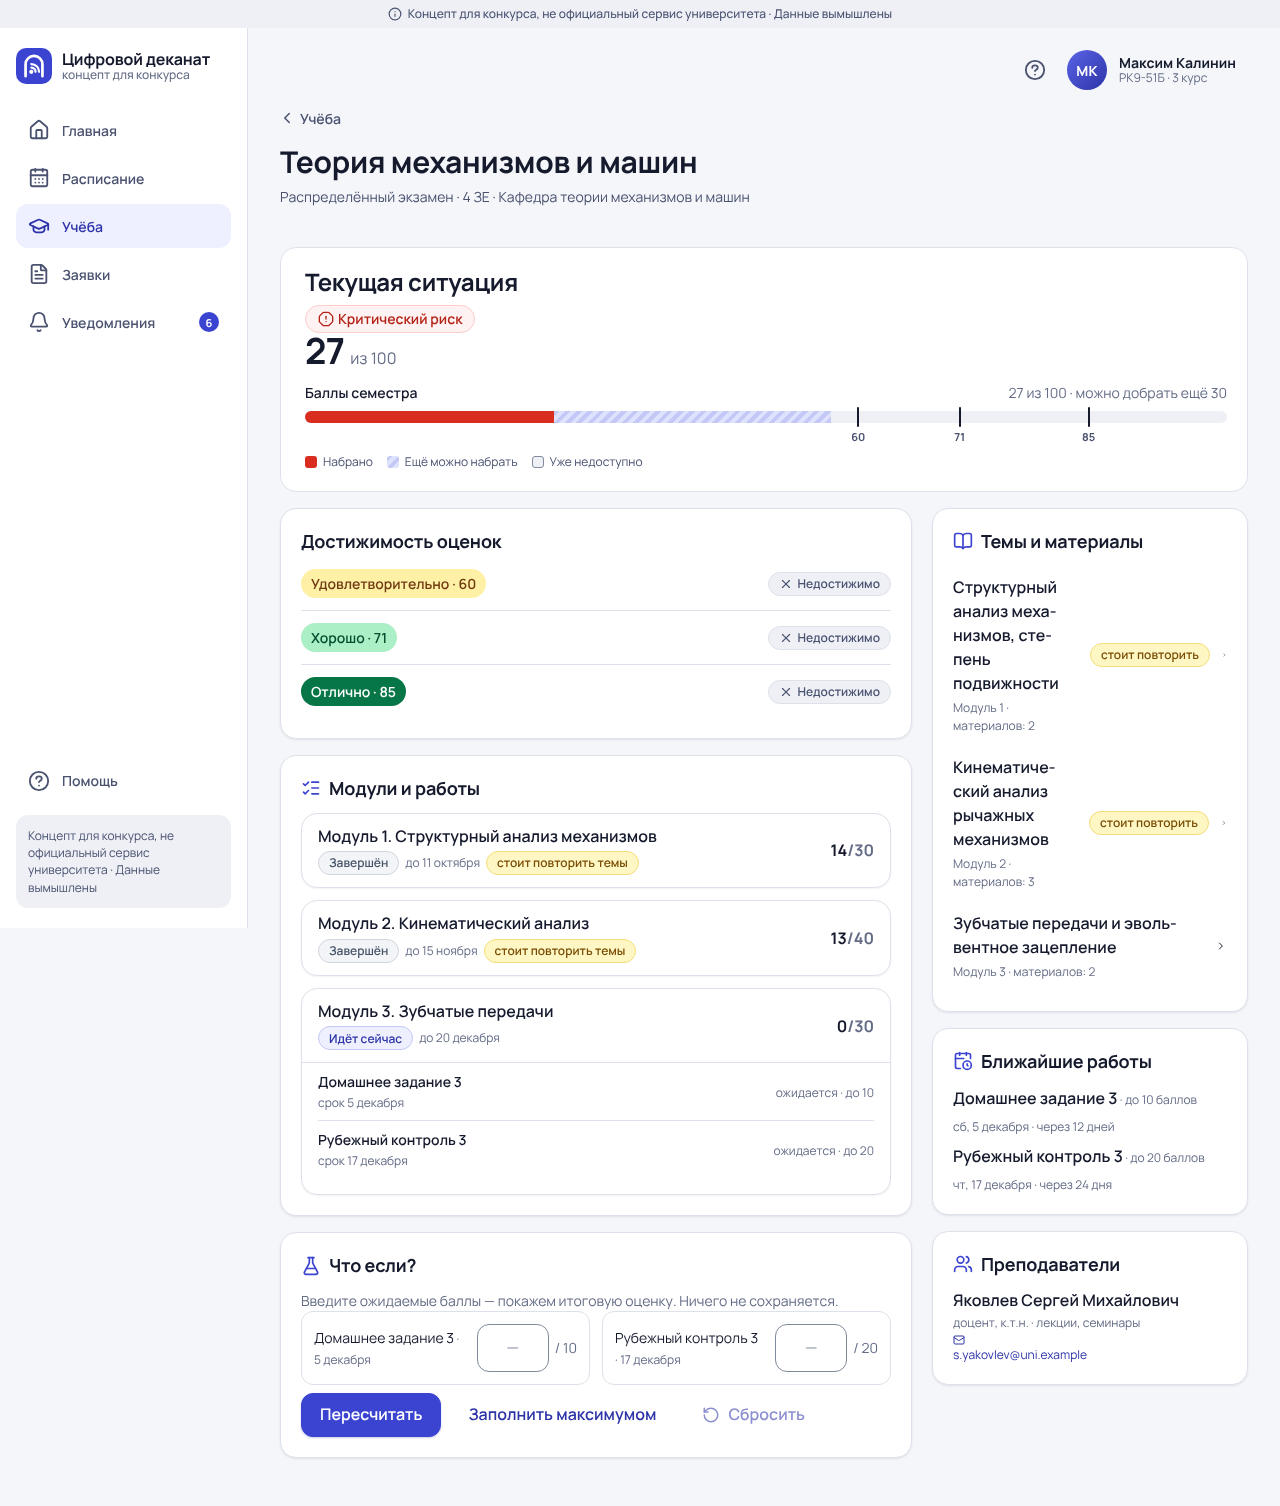 Концепт для конкурса, не официальный сервис университета · Данные вымышлены
Цифровой деканат
концепт для конкурса
Главная
Расписание
Учёба
Заявки
Уведомления 6
Помощь
Концепт для конкурса, не
официальный сервис
университета · Данные
вымышлены
МК
Максим Калинин
РК9-51Б · 3 курс
Учёба
Теория механизмов и машин
Распределённый экзамен · 4 ЗЕ · Кафедра теории механизмов и машин
Текущая ситуация
Критический риск
27 из 100
Баллы семестра
27 из 100 · можно добрать ещё 30
60 71 85
Набрано Ещё можно набрать Уже недоступно
Достижимость оценок
Удовлетворительно · 60 Недостижимо
Хорошо · 71 Недостижимо
Отлично · 85 Недостижимо
Модули и работы
Модуль 1. Структурный анализ механизмов
Завершён до 11 октября стоит повторить темы
14/30
Модуль 2. Кинематический анализ
Завершён до 15 ноября стоит повторить темы
13/40
Модуль 3. Зубчатые передачи
Идёт сейчас до 20 декабря
0/30
Домашнее задание 3
срок 5 декабря
ожидается · до 10
Рубежный контроль 3
срок 17 декабря
ожидается · до 20
Что если?
Введите ожидаемые баллы — покажем итоговую оценку. Ничего не сохраняется.
Домашнее задание 3 ·
5 декабря
— / 10
Рубежный контроль 3
· 17 декабря
— / 20
Пересчитать Заполнить максимумом Сбросить
Темы и материалы
Структурный
анализ меха-
низмов, сте-
пень
подвижности
Модуль 1 ·
материалов: 2
стоит повторить
Кинематиче-
ский анализ
рычажных
механизмов
Модуль 2 ·
материалов: 3
стоит повторить
Зубчатые передачи и эволь-
вентное зацепление
Модуль 3 · материалов: 2
Ближайшие работы
Домашнее задание 3 · до 10 баллов
сб, 5 декабря · через 12 дней
Рубежный контроль 3 · до 20 баллов
чт, 17 декабря · через 24 дня
Преподаватели
Яковлев Сергей Михайлович
доцент, к.т.н. · лекции, семинары
s.yakovlev@uni.example